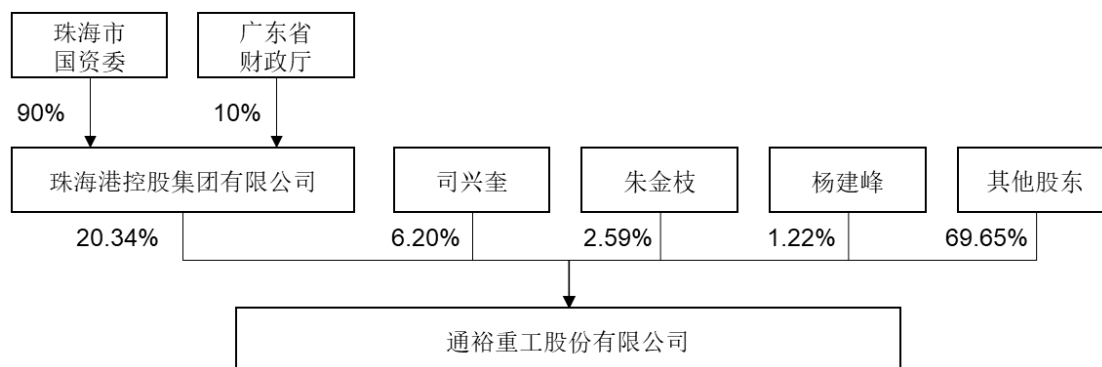 珠海市
国资委
广东省
财政厅
90%
10%
珠海港控股集团有限公司
司兴奎
朱金枝
杨建峰
其他股东
20.34%
6.20%
2.59%
1.22%
69.65%
通裕重工股份有限公司